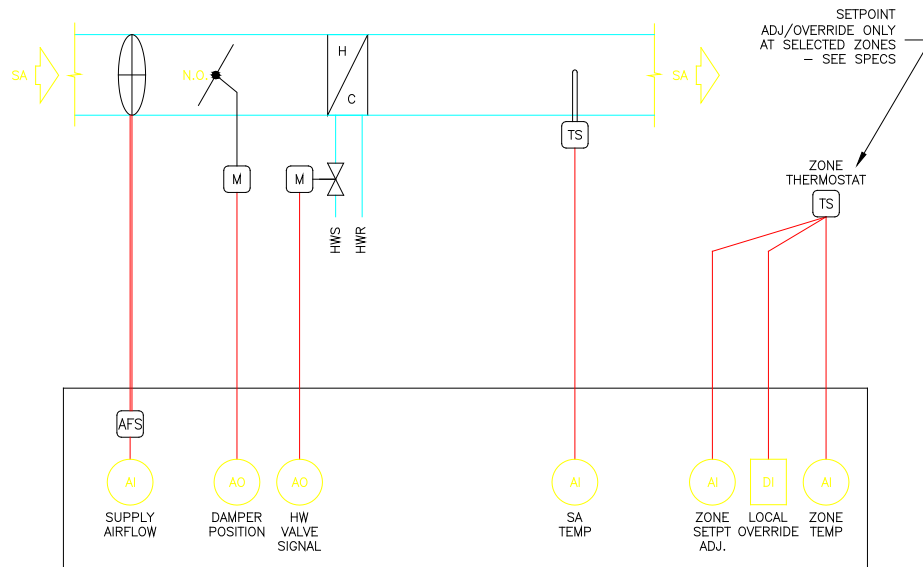 SETPOINT
ADJ/OVERRIDE ONLY
AT SELECTED ZONES
– SEE SPECS
SA
N.O.
H
C
SA
TS
M
M
ZONE
THERMOSTAT
TS
HWS
HWR
AFS
AI
AO
AO
AI
AI
DI
AI
SUPPLY
AIRFLOW
DAMPER
POSITION
HW
VALVE
SIGNAL
SA
TEMP
ZONE
SETPT
ADJ.
LOCAL
OVERRIDE
ZONE
TEMP